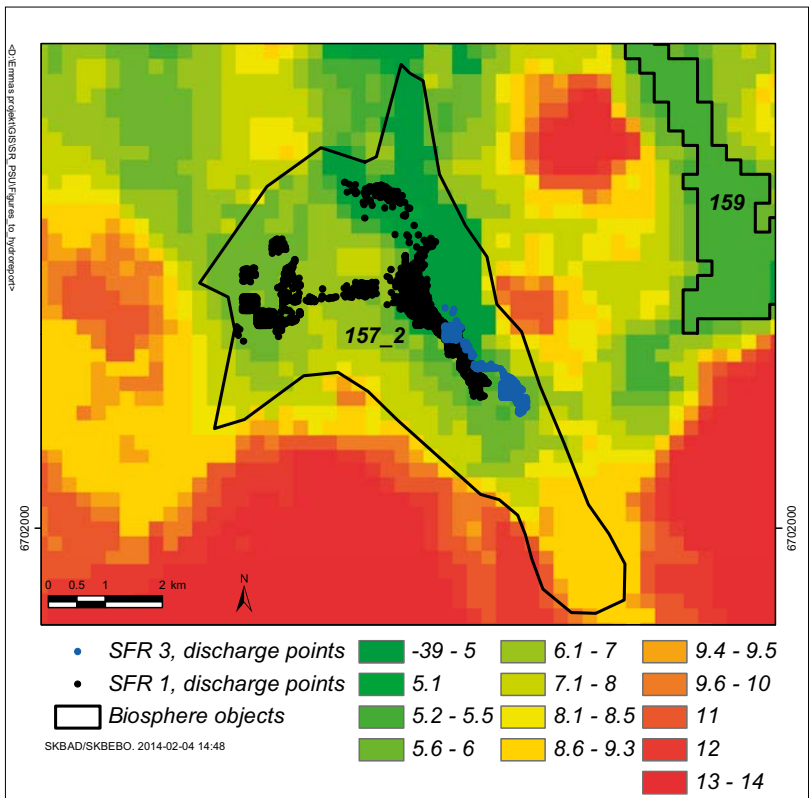 <D:\Emmas projekt\GIS\SR_PSU\Figures_to_hydroreport>
159
157_2
6702000
6702000
0 0.5 1 2 km
N
SFR 3, discharge points
SFR 1, discharge points
Biosphere objects
SKBAD/SKBEBO. 2014-02-04 14:48
-39 - 5
5.1
5.2 - 5.5
5.6 - 6
6.1 - 7
7.1 - 8
8.1 - 8.5
8.6 - 9.3
9.4 - 9.5
9.6 - 10
11
12
13 - 14